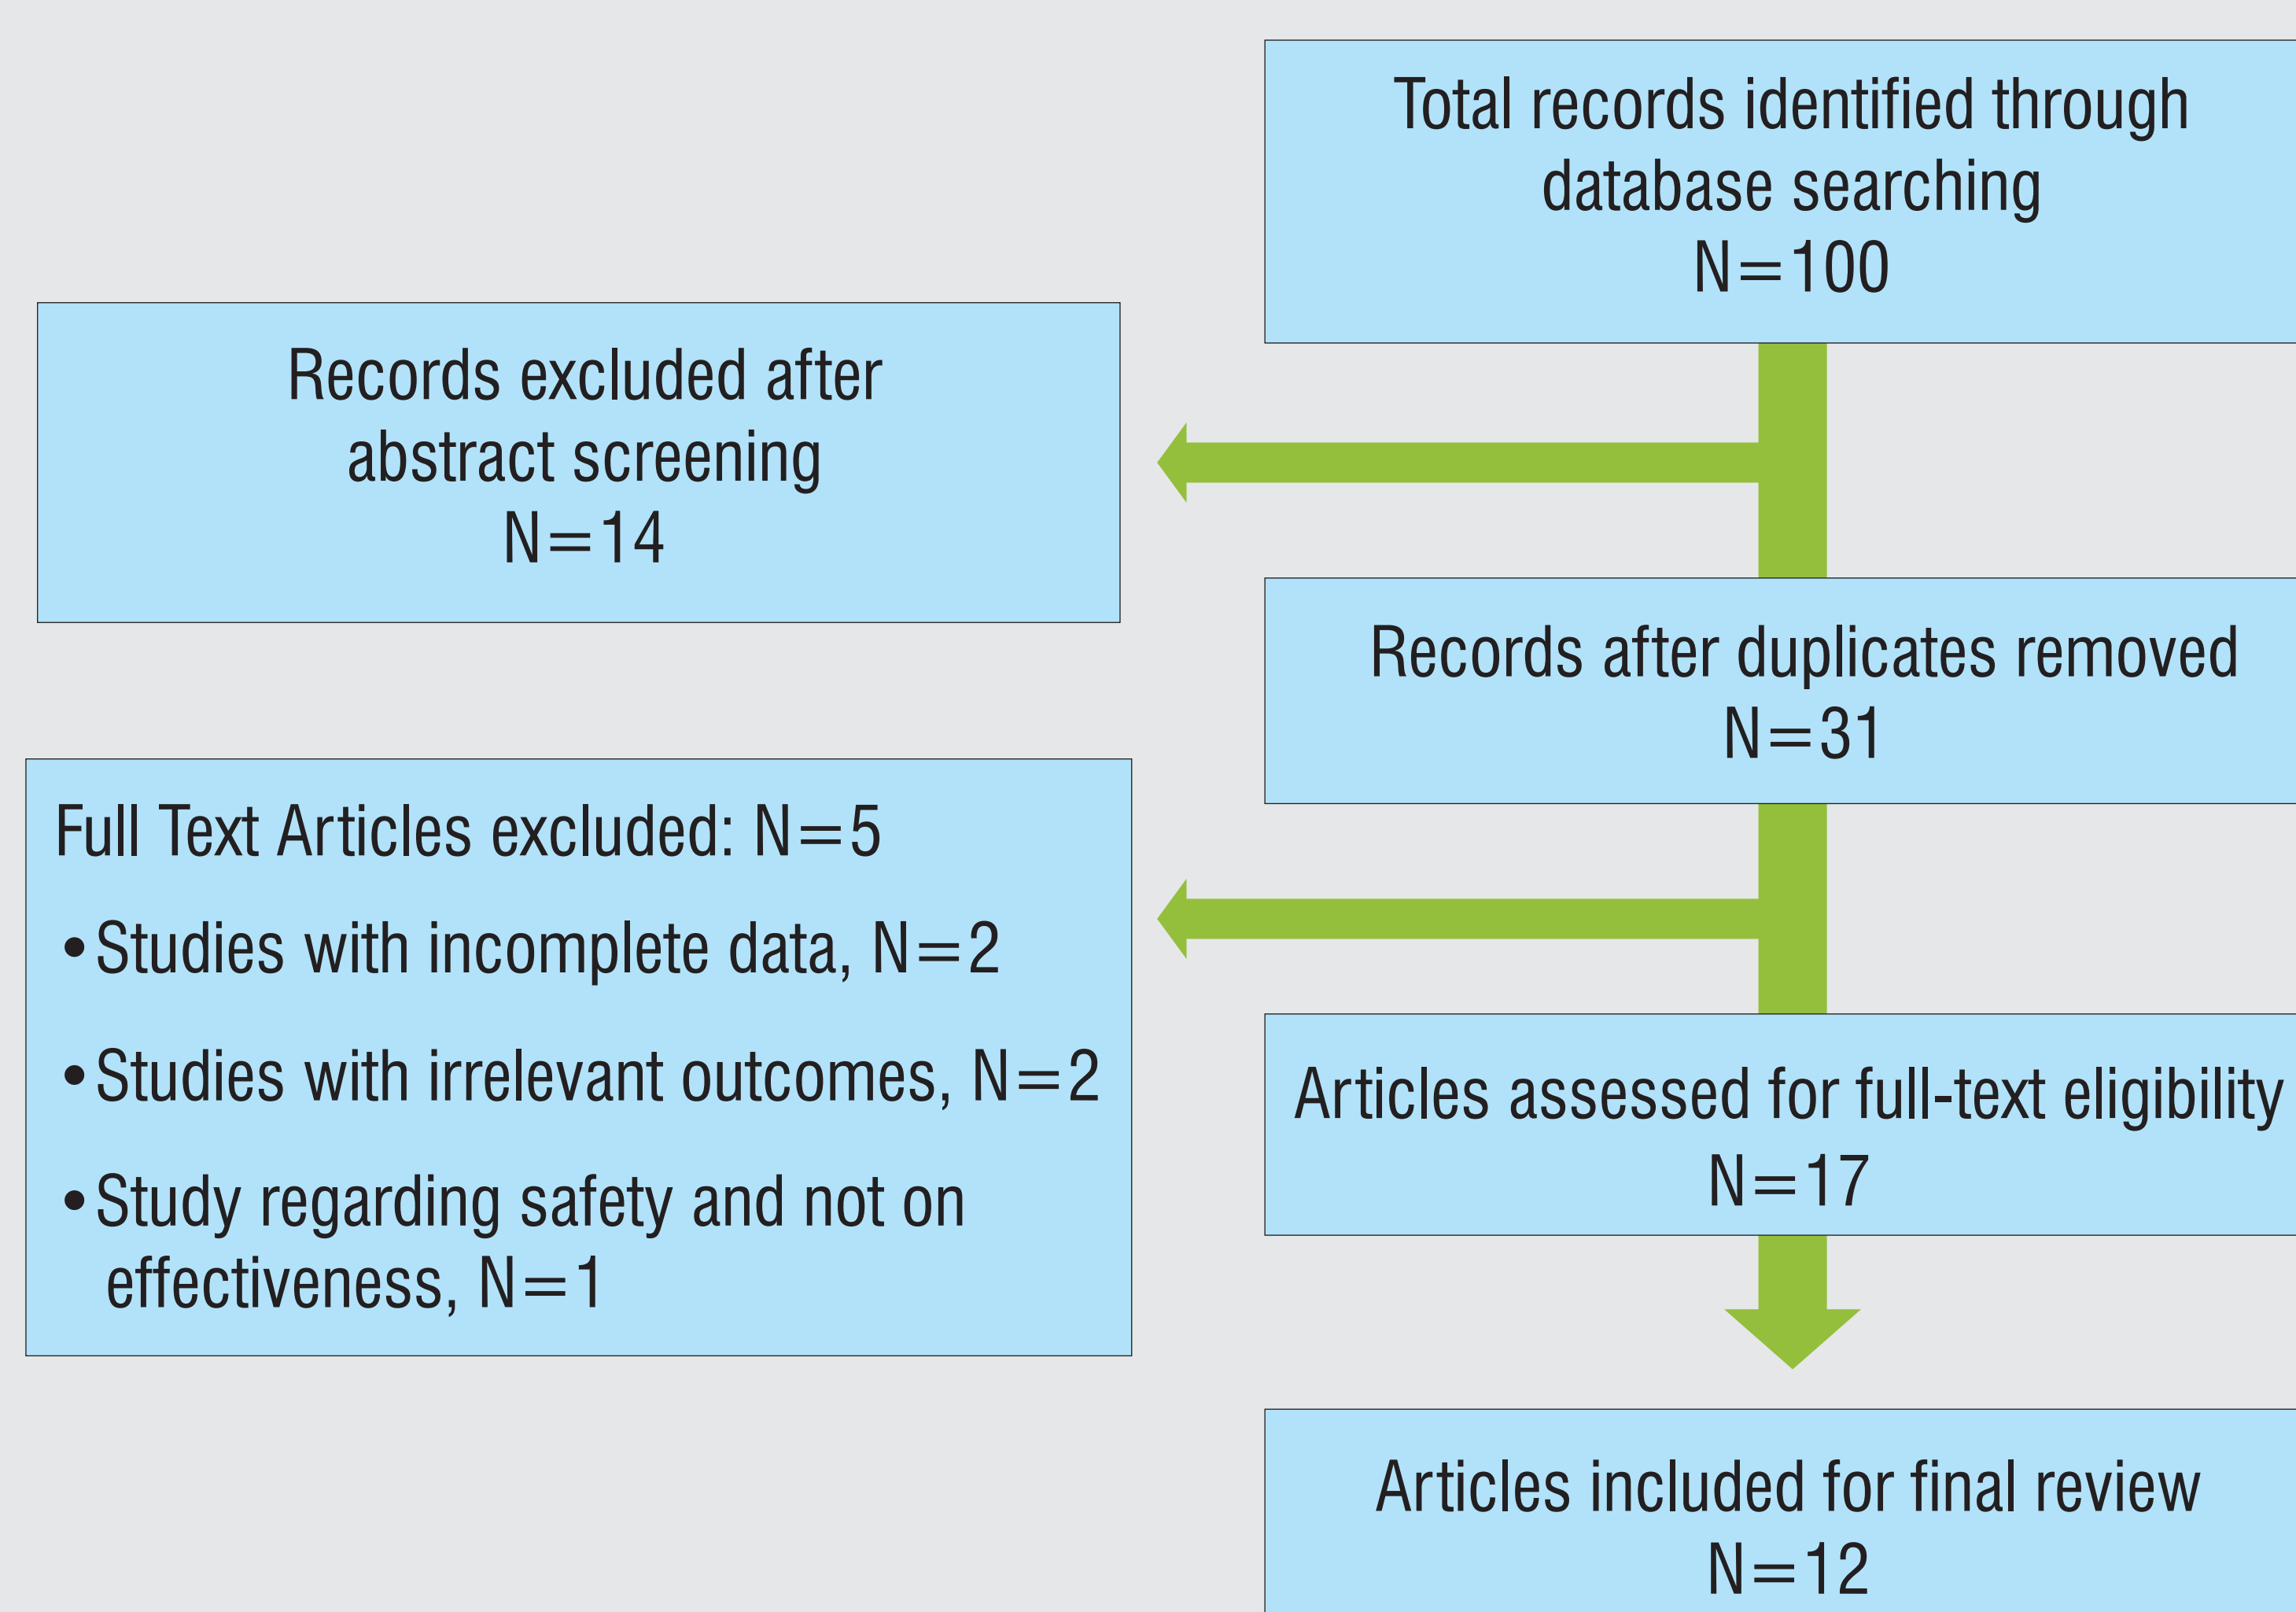 Total records identified through
database searching
N=100
Records excluded after
abstract screening
N=14
Records after duplicates removed
N=31
Full Text Articles excluded: N=5
•Studies with incomplete data, N=2
•Studies with irrelevant outcomes, N=2
•Study regarding safety and not on
effectiveness, N=1
Articles assessed for full-text eligibility
N=17
Articles included for final review
N=12